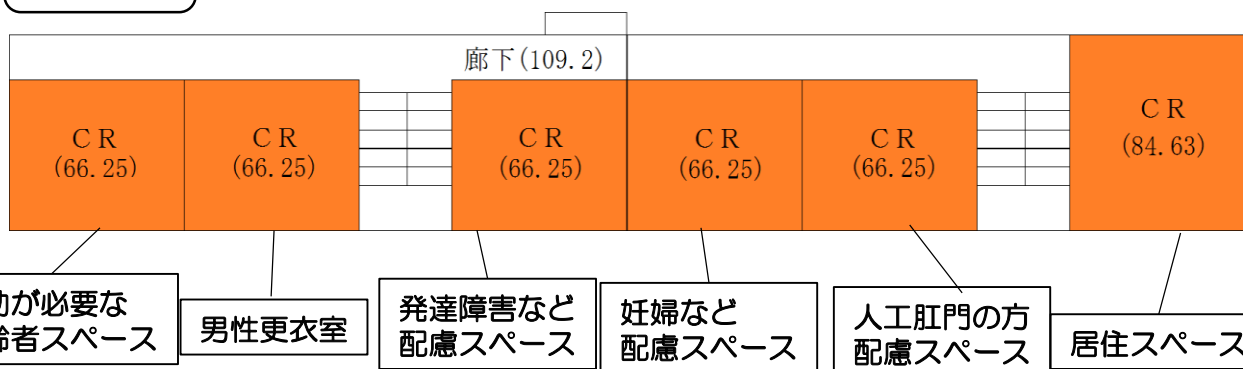 廊下(109.2)
CR
(66.25)
CR
(66.25)
CR
(66.25)
CR
(66.25)
CR
(66.25)
CR
(84.63)
が必要な
者スペース
男性更衣室
発達障害など
配慮スペース
妊婦など
配慮スペース
人工肛門の方
配慮スペース
居住スペース